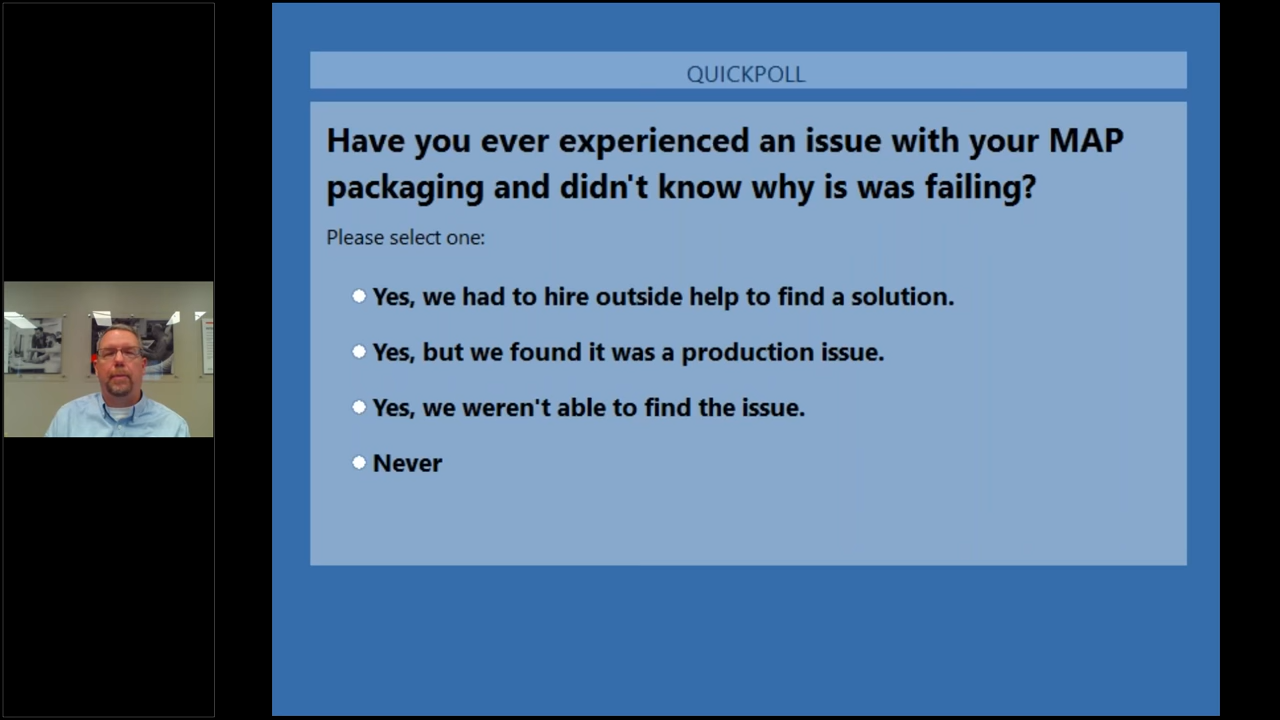 QUICKPOLL
Have you ever experienced an issue with your MAP
packaging and didn't know why is was failing?
Please select one:
Yes, we had to hire outside help to find a solution.
Yes, but we found it was a production issue.
Yes, we weren't able to find the issue.
Never